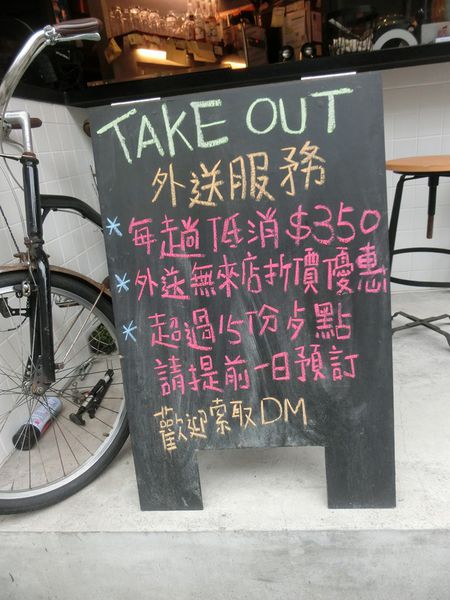 TAKE OUT
外送服務
* 每趟低消$350
* 外送無來店折價優惠
* 超過15份歺點
請提前一日預訂
歡迎索取DM